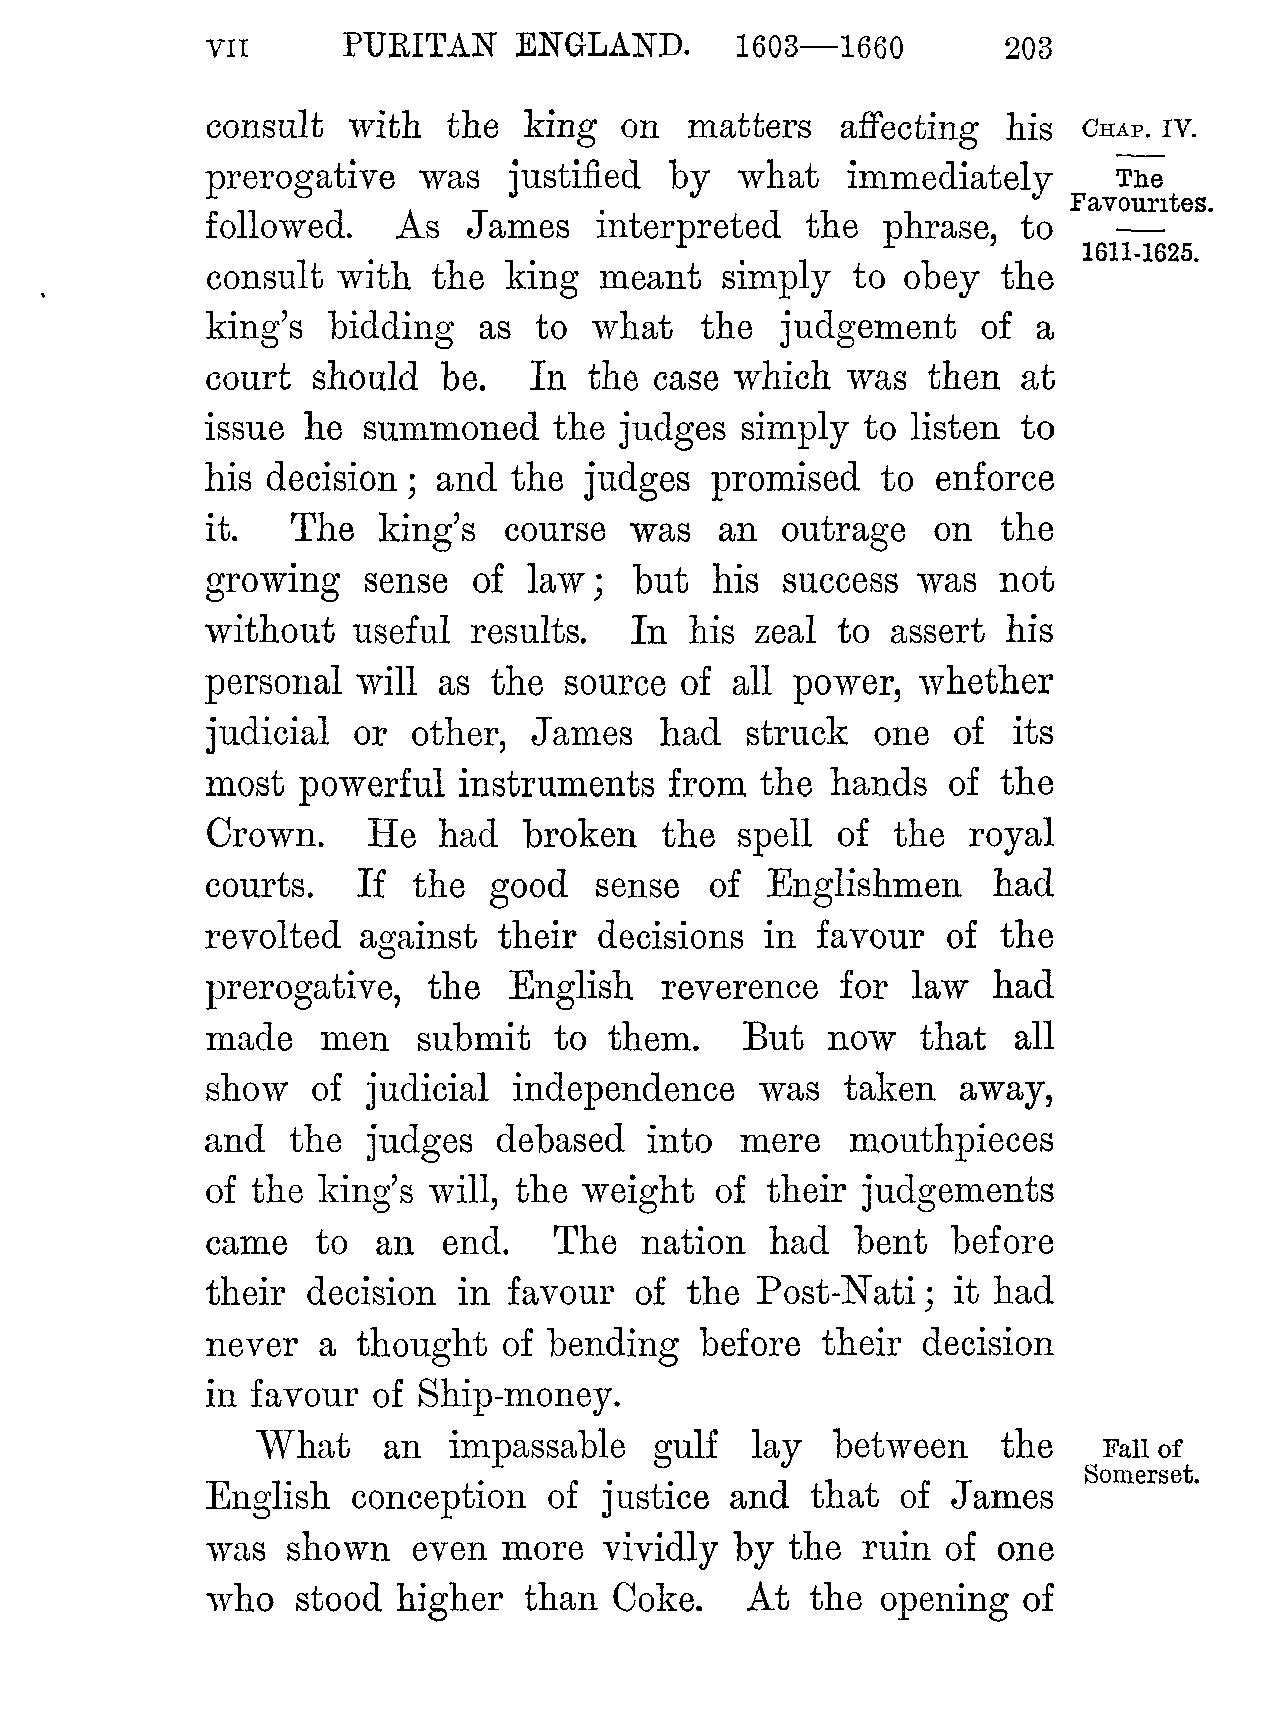 VII PURITAN ENGLAND. 1603—1660 203
consult with the king on matters affecting his
prerogative was justified by what immediately
followed. As James interpreted the phrase, to
consult with the king meant simply to obey the
king's bidding as to what the judgement of a
court should be. In the case which was then at
issue he summoned the judges simply to listen to
his decision; and the judges promised to enforce
it. The king's course was an outrage on the
growing sense of law; but his success was not
without useful results. In his zeal to assert his
personal will as the source of all power, whether
judicial or other, James had struck one of its
most powerful instruments from the hands of the
Crown. He had broken the spell of the royal
courts. If the good sense of Englishmen had
revolted against their decisions in favour of the
prerogative, the English reverence for law had
made men submit to them. But now that all
show of judicial independence was taken away,
and the judges debased into mere mouthpieces
of the king's will, the weight of their judgements
came to an end. The nation had bent before
their decision in favour of the Post-Nati; it had
never a thought of bending before their decision
in favour of Ship-money.
What an impassable gulf lay between the
English conception of justice and that of James
was shown even more vividly by the ruin of one
who stood higher than Coke. At the opening of
CHAP. IV.
The
Favourites.
1611-1625.
Fall of
Somerset.